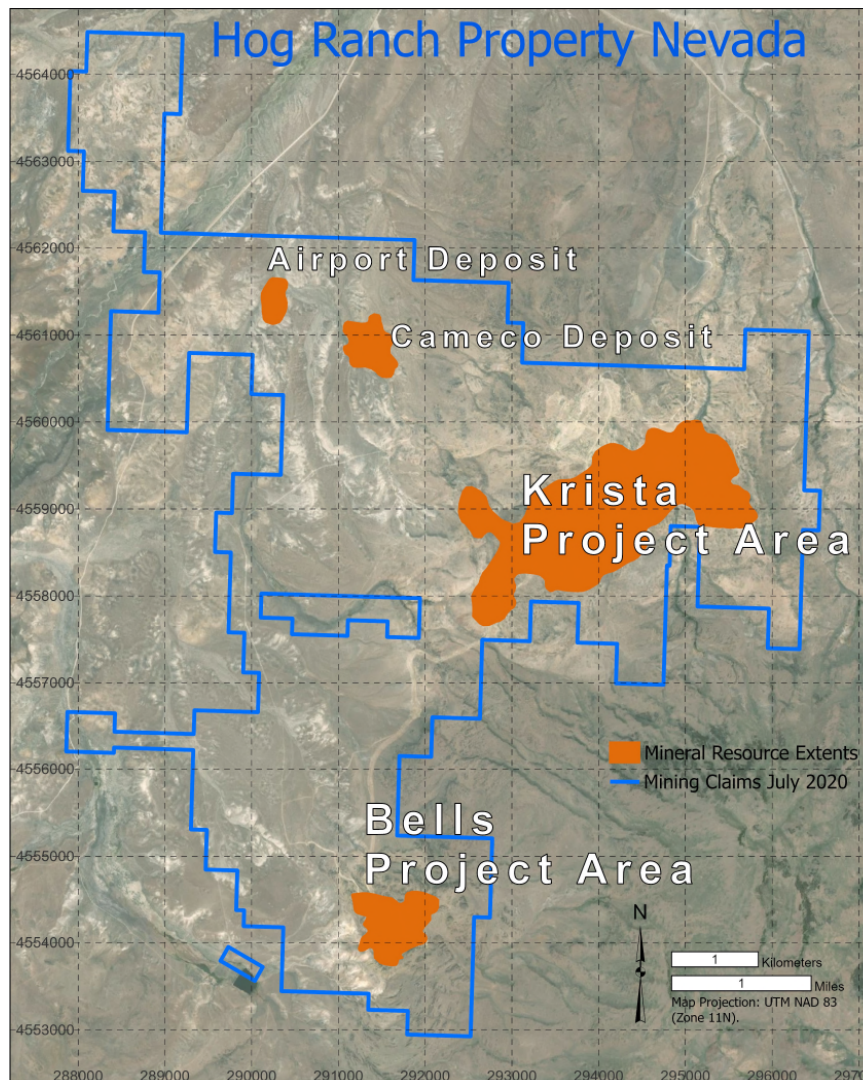 Hog Ranch Property Nevada
4564000
4563000
4562000
Airport Deposit
4561000
Cameco Deposit
4560000
4559000
Krista
Project Area
4558000
4557000
4556000
Mineral Resource Extents
Mining Claims July 2020
Bells
Project Area
4555000
4554000
N
1
Kilometers
1
Miles
Map Projection: UTM NAD 83
(Zone 11N).
4553000
288000 289000 290000 291000 292000 293000 294000 295000 296000